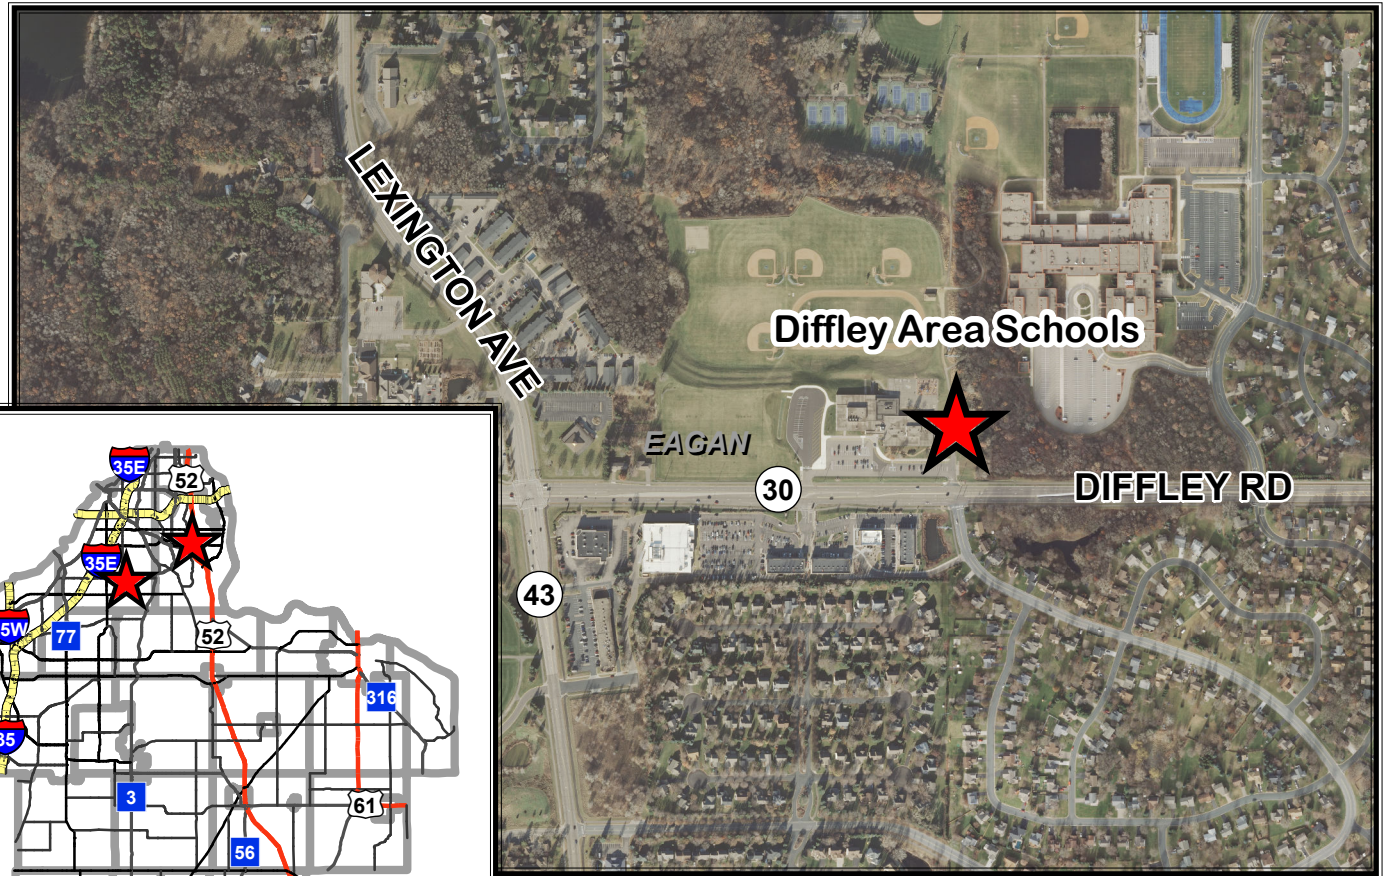 LEXINGTON AVE
Diffley Area Schools
EAGAN
30
DIFFLEY RD
43
35E
52
35E
5W
77
52
316
35
3
61
56